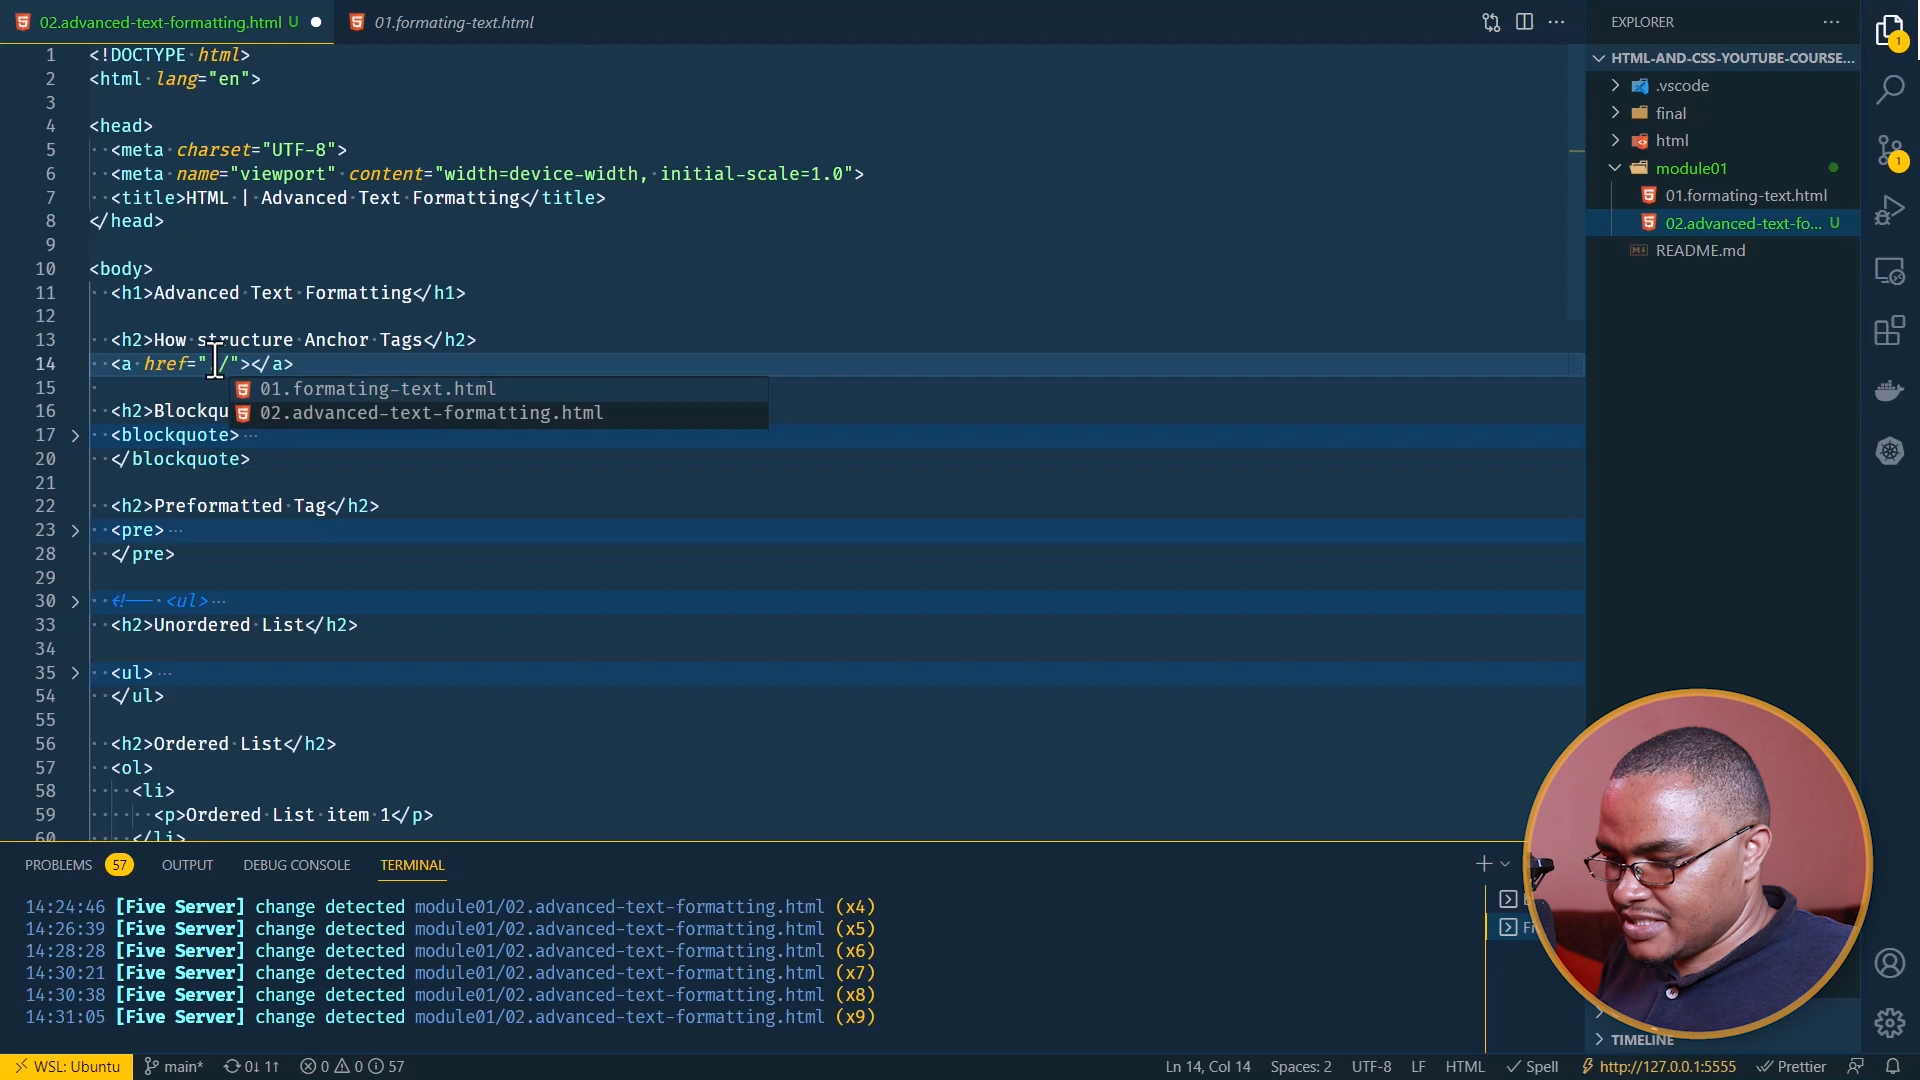 02.advanced-text-formatting.html U
01.formating-text.html
EXPLORER
HTML-AND-CSS-YOUTUBE-COURSE...
.vscode
final
html
module01
01.formating-text.html
02.advanced-text-fo... U
README.md
1
1
1 <!DOCTYPE html>
2 <html lang="en">
3
4 <head>
5 <meta charset="UTF-8">
6 <meta name="viewport" content="width=device-width, initial-scale=1.0">
7 <title>HTML | Advanced Text Formatting</title>
8 </head>
9
10 <body>
11 <h1>Advanced Text Formatting</h1>
12
13 <h2>How structure Anchor Tags</h2>
14 <a href="./"></a>
01.formating-text.html
02.advanced-text-formatting.html
15
16 <h2>Blockqu
17 <blockquote>...
20 </blockquote>
21
22 <h2>Preformatted Tag</h2>
23 <pre>...
28 </pre>
29
30 <!-- <ul>...
33 <h2>Unordered List</h2>
34
35 <ul>...
54 </ul>
55
56 <h2>Ordered List</h2>
57 <ol>
58 <li>
59 <p>Ordered List item 1</p>
60 </li>
PROBLEMS 57 OUTPUT DEBUG CONSOLE TERMINAL
14:24:46 [Five Server] change detected module01/02.advanced-text-formatting.html (x4)
14:26:39 [Five Server] change detected module01/02.advanced-text-formatting.html (x5)
14:28:28 [Five Server] change detected module01/02.advanced-text-formatting.html (x6)
14:30:21 [Five Server] change detected module01/02.advanced-text-formatting.html (x7)
14:30:38 [Five Server] change detected module01/02.advanced-text-formatting.html (x8)
14:31:05 [Five Server] change detected module01/02.advanced-text-formatting.html (x9)
TIMELINE
WSL: Ubuntu main* 0↓ 1↑ 0 0 57 Ln 14, Col 14 Spaces: 2 UTF-8 LF HTML Spell http://127.0.0.1:5555 Prettier